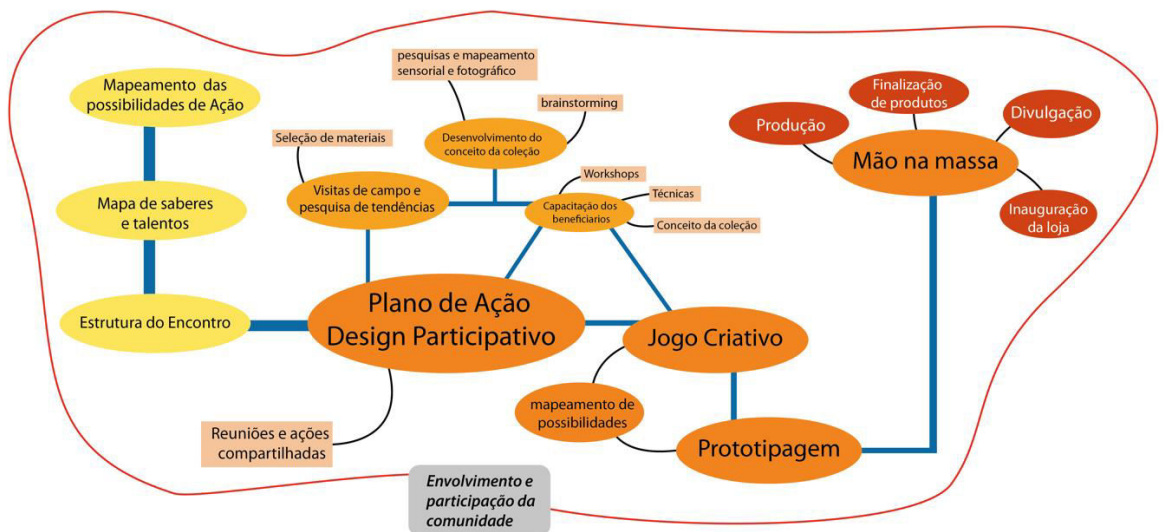 Mapeamento das
possibilidades de Ação
Mapa de saberes
e talentos
Estrutura do Encontro
pesquisas e mapeamento
sensorial e fotográfico
brainstorming
Desenvolvimento do
conceito da coleção
Seleção de materiais
Visitas de campo e
pesquisa de tendências
Workshops
Técnicas
Capacitação dos
beneficiarios
Conceito da coleção
Plano de Ação
Design Participativo
Jogo Criativo
mapeamento de
possibilidades
Prototipagem
Reuniões e ações
compartilhadas
Finalização
de produtos
Produção
Divulgação
Mão na massa
Inauguração
da loja
Envolvimento e
participação da
comunidade